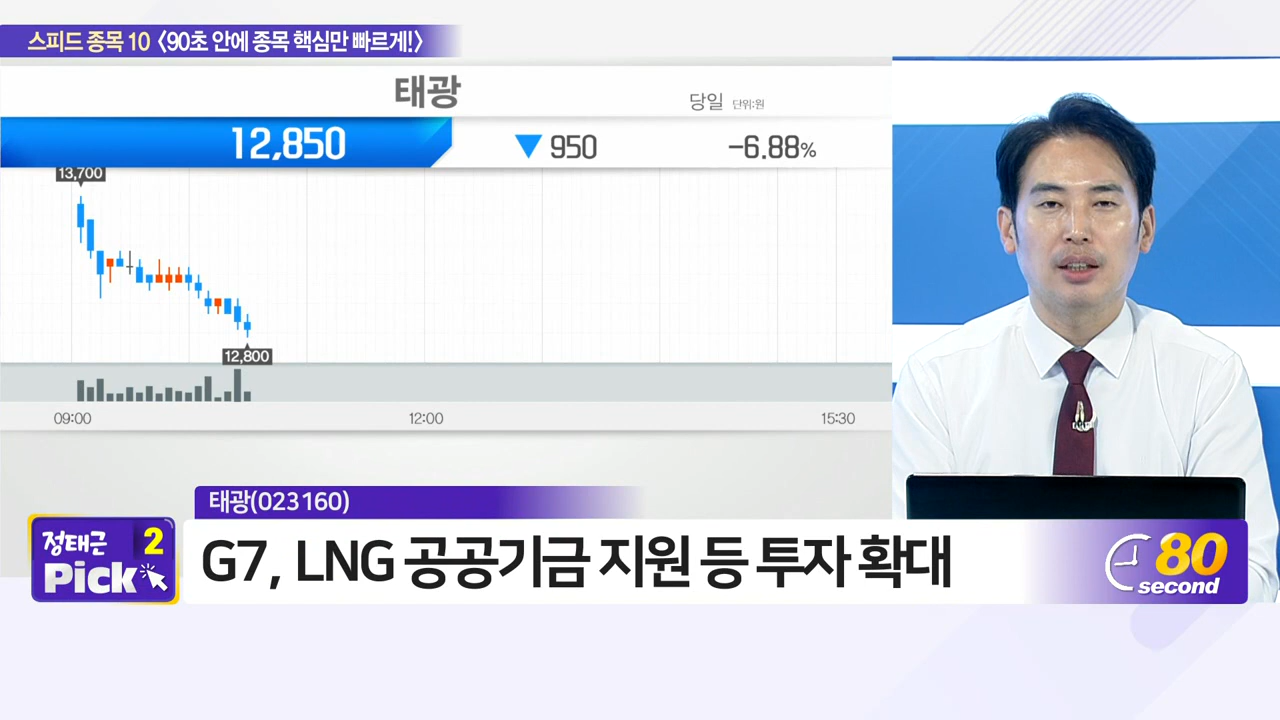 스피드 종목 10 〈90초 안에 종목 핵심만 빠르게!〉
태광
당일 단위:원
12,850 ▼ 950 -6.88%
13,700
12,800
09:00 12:00 15:30
태광(023160)
정태근 2
Pick
G7, LNG 공공기금 지원 등 투자 확대
80
second